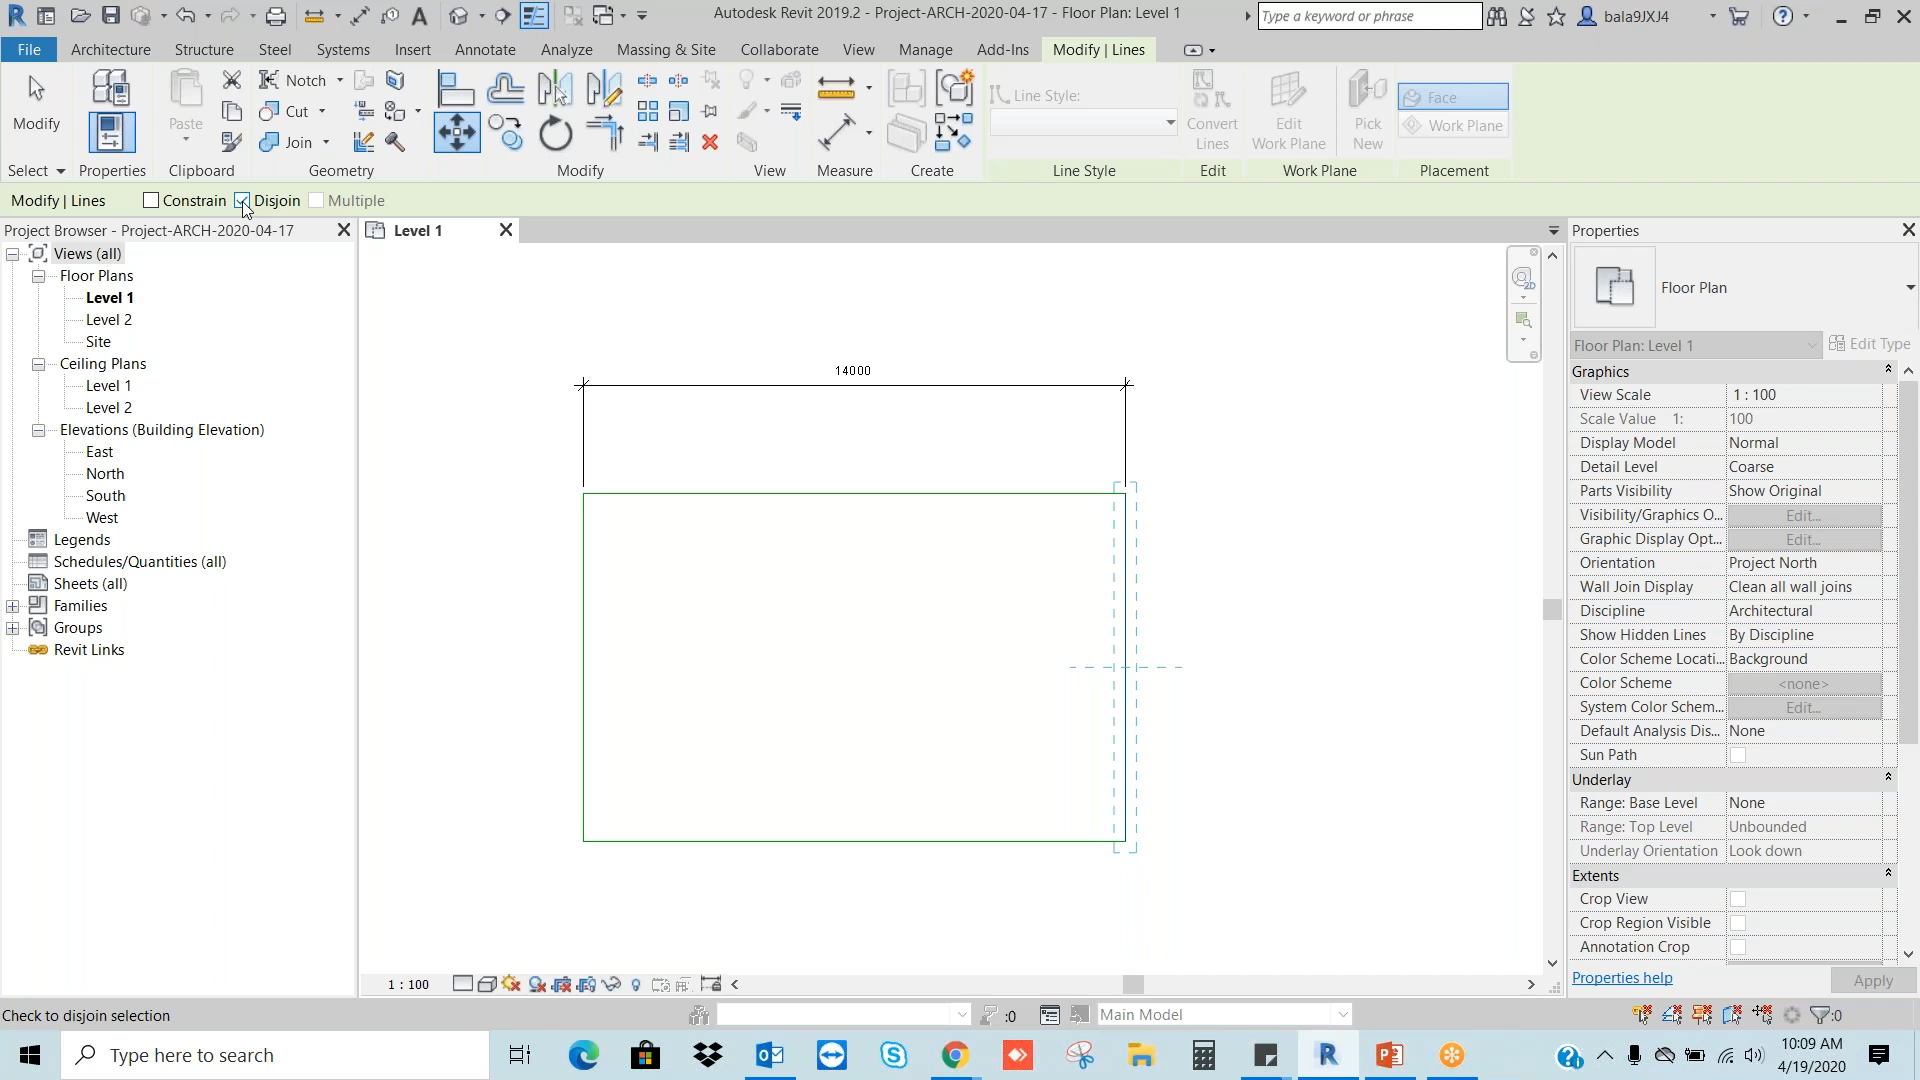 Autodesk Revit 2019.2 - Project-ARCH-2020-04-17 - Floor Plan: Level 1
Type a keyword or phrase
bala9JXJ4
File Architecture Structure Steel Systems Insert Annotate Analyze Massing & Site Collaborate View Manage Add-Ins Modify | Lines
Modify
Paste
Notch
Cut
Join
Line Style:
Convert Lines
Edit Work Plane
Pick New
Face
Work Plane
Select Properties Clipboard Geometry Modify View Measure Create Line Style Edit Work Plane Placement
Modify | Lines Constrain Disjoin Multiple
Project Browser - Project-ARCH-2020-04-17
Views (all)
Floor Plans
Level 1
Level 2
Site
Ceiling Plans
Level 1
Level 2
Elevations (Building Elevation)
East
North
South
West
Legends
Schedules/Quantities (all)
Sheets (all)
Families
Groups
Revit Links
Level 1
14000
2D
1 : 100
Properties
Floor Plan
Floor Plan: Level 1 Edit Type
Graphics
View Scale 1 : 100
Scale Value 1: 100
Display Model Normal
Detail Level Coarse
Parts Visibility Show Original
Visibility/Graphics O... Edit...
Graphic Display Opt... Edit...
Orientation Project North
Wall Join Display Clean all wall joins
Discipline Architectural
Show Hidden Lines By Discipline
Color Scheme Locati... Background
Color Scheme <none>
System Color Schem... Edit...
Default Analysis Dis... None
Sun Path
Underlay
Range: Base Level None
Range: Top Level Unbounded
Underlay Orientation Look down
Extents
Crop View
Crop Region Visible
Annotation Crop
Properties help Apply
Check to disjoin selection
:0
Main Model
:0
Type here to search
10:09 AM
4/19/2020